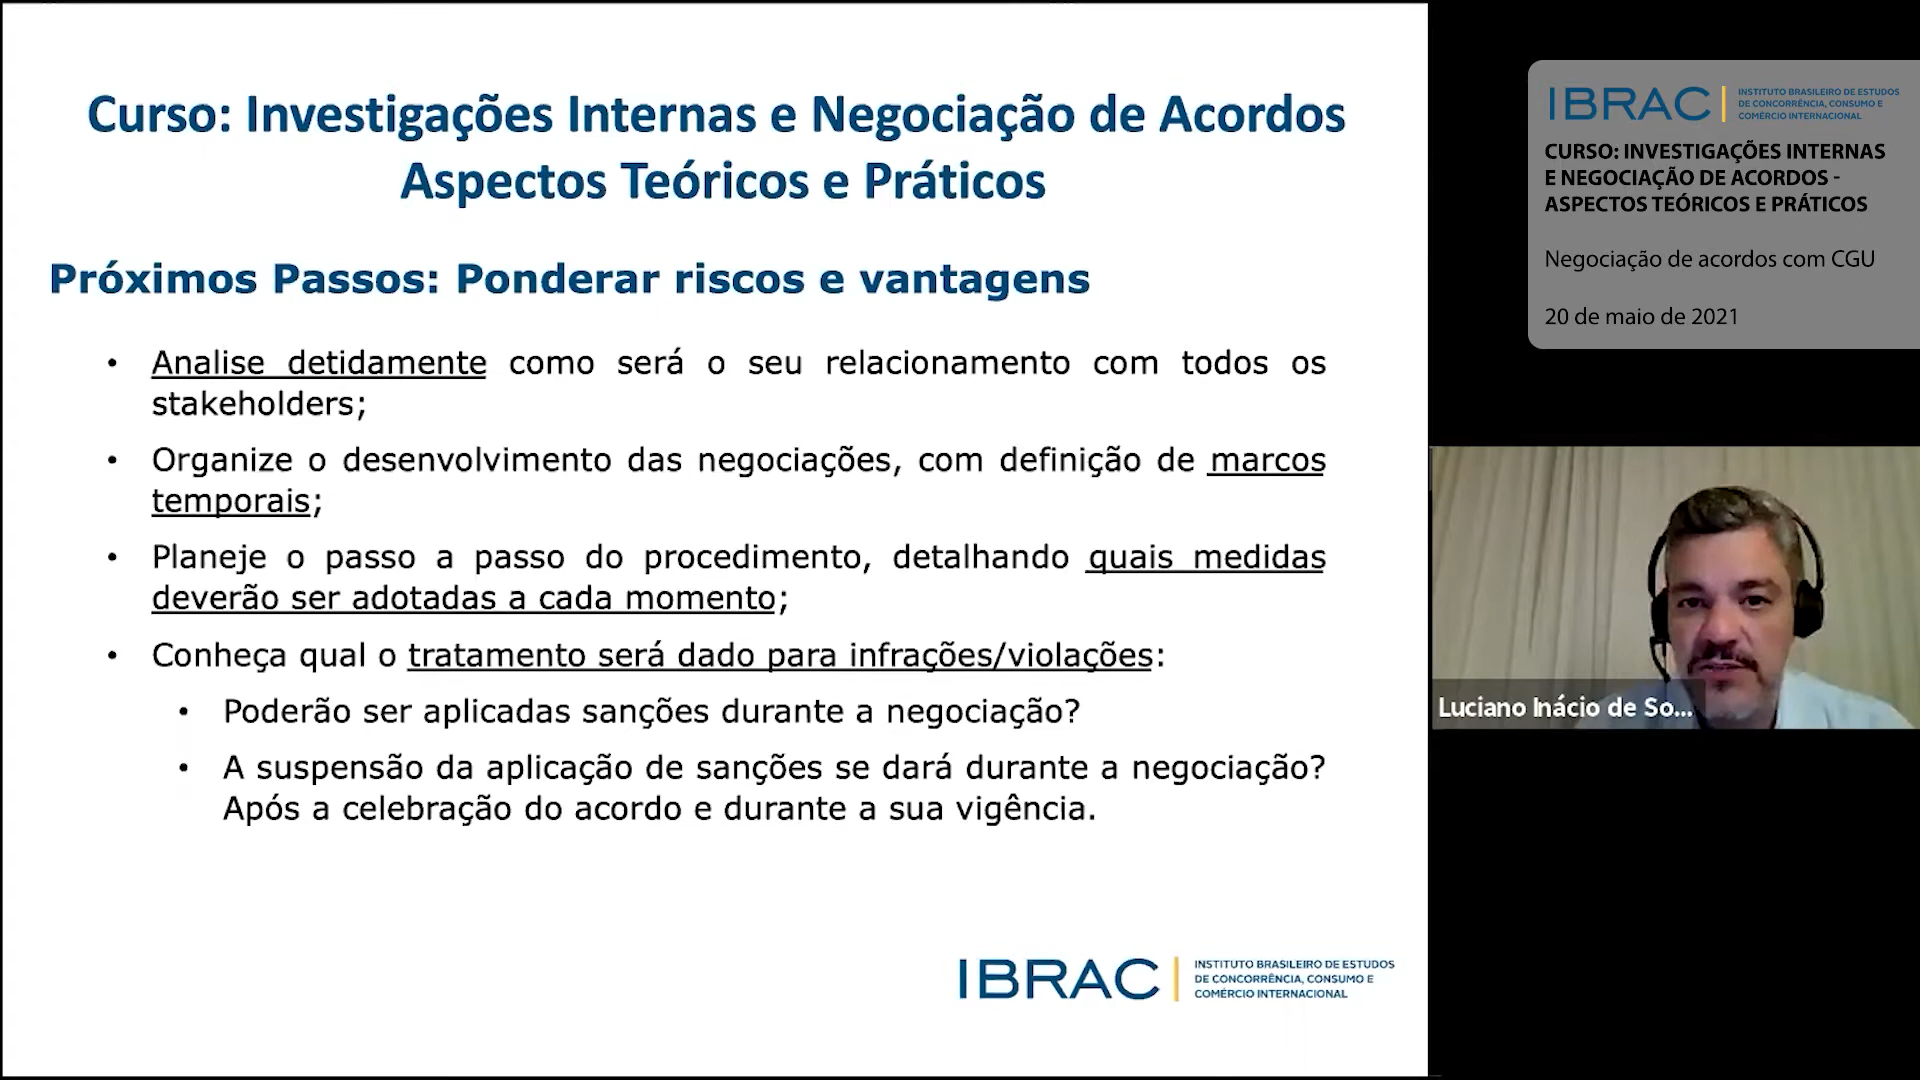 Curso: Investigações Internas e Negociação de Acordos
Aspectos Teóricos e Práticos
Próximos Passos: Ponderar riscos e vantagens
• Analise detidamente como será o seu relacionamento com todos os
stakeholders;
• Organize o desenvolvimento das negociações, com definição de marcos
temporais;
• Planeje o passo a passo do procedimento, detalhando quais medidas
deverão ser adotadas a cada momento;
• Conheça qual o tratamento será dado para infrações/violações:
• Poderão ser aplicadas sanções durante a negociação?
• A suspensão da aplicação de sanções se dará durante a negociação?
Após a celebração do acordo e durante a sua vigência.
IBRAC
INSTITUTO BRASILEIRO DE ESTUDOS
DE CONCORRÊNCIA, CONSUMO E
COMÉRCIO INTERNACIONAL
IBRAC
INSTITUTO BRASILEIRO DE ESTUDOS
DE CONCORRÊNCIA, CONSUMO E
COMÉRCIO INTERNACIONAL
CURSO: INVESTIGAÇÕES INTERNAS
E NEGOCIAÇÃO DE ACORDOS -
ASPECTOS TEÓRICOS E PRÁTICOS
Negociação de acordos com CGU
20 de maio de 2021
Luciano Inácio de So...